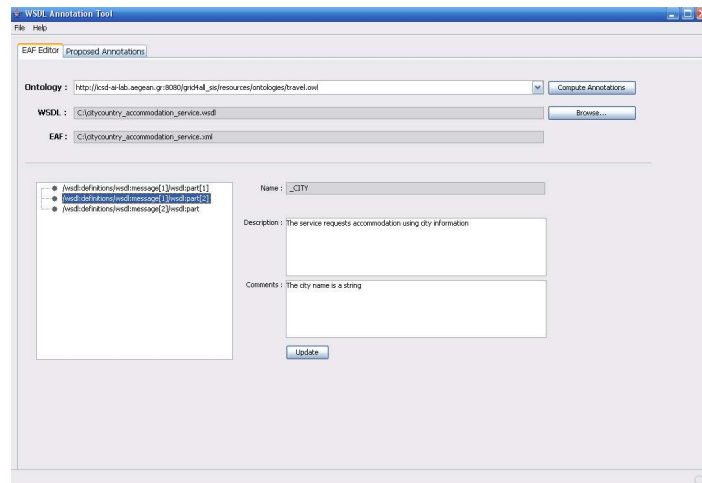 WSDL Annotation Tool
File Help
EAF Editor Proposed Annotations
Ontology : http://icsd-ai-lab.aegean.gr:8080/grid4all_sis/resources/ontologies/travel.owl Compute Annotations
WSDL : C:\citycountry_accommodation_service.wsdl Browse...
EAF : C:\citycountry_accommodation_service.xml
/wsdl:definitions/wsdl:message[1]/wsdl:part[1]
/wsdl:definitions/wsdl:message[1]/wsdl:part[2]
/wsdl:definitions/wsdl:message[2]/wsdl:part
Name : _CITY
Description : The service requests accommodation using city information
Comments : The city name is a string
Update